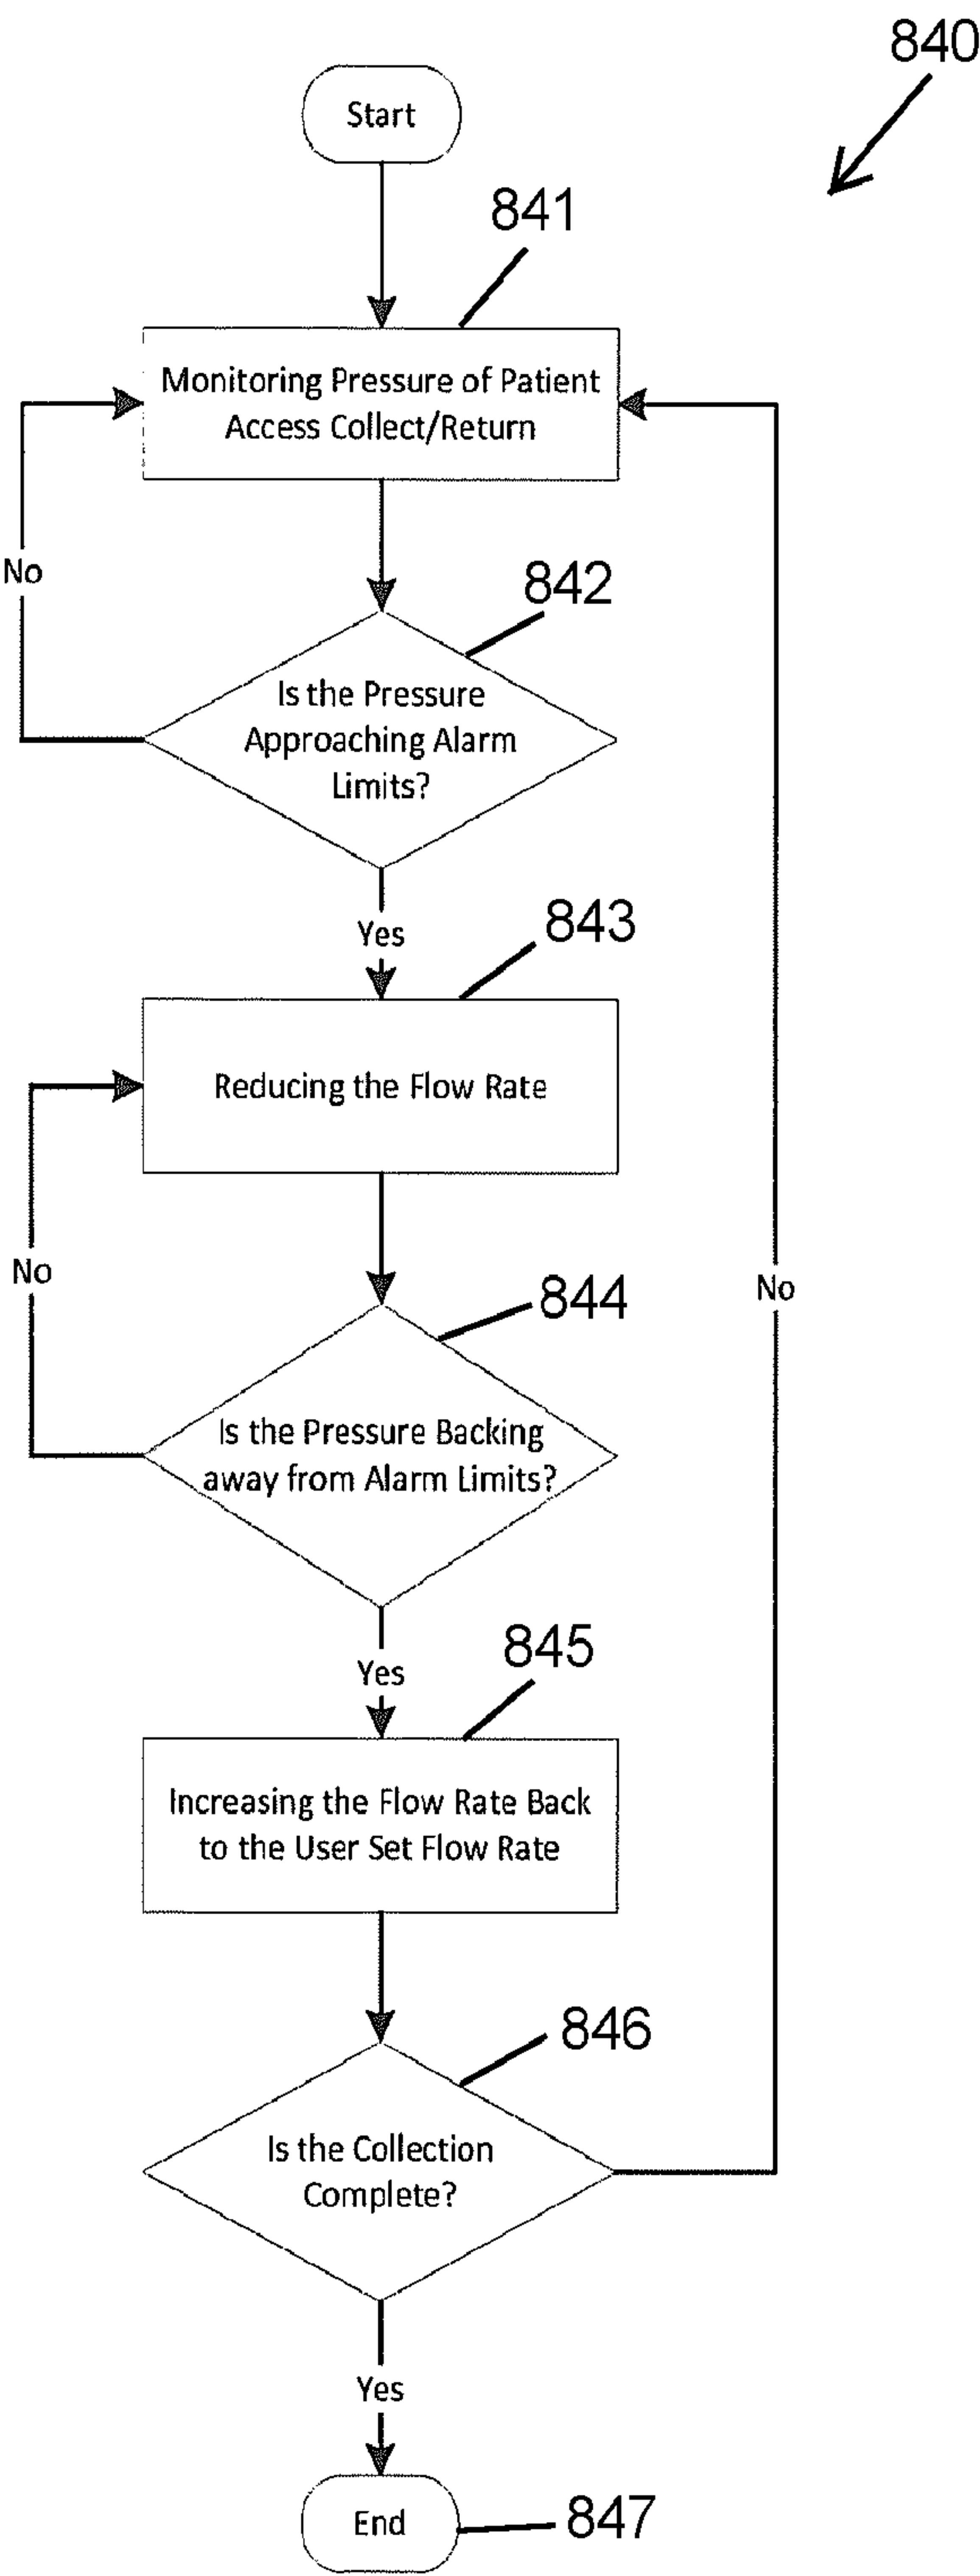 840
Start
841
Monitoring Pressure of Patient
Access Collect/Return
No
842
Is the Pressure
Approaching Alarm
Limits?
Yes
843
Reducing the Flow Rate
No
844
No
Is the Pressure Backing
away from Alarm Limits?
Yes
845
Increasing the Flow Rate Back
to the User Set Flow Rate
846
Is the Collection
Complete?
Yes
End
847